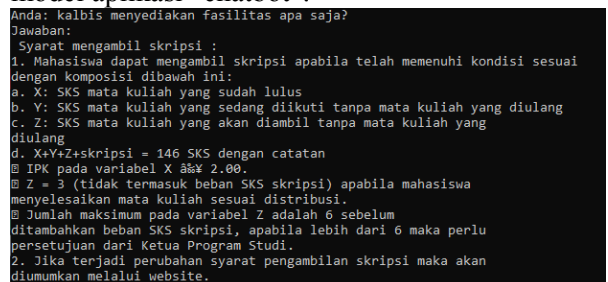 model aplikasi "chatbot".
Anda: kalbis menyediakan fasilitas apa saja?
Jawaban:
Syarat mengambil skripsi :
1. Mahasiswa dapat mengambil skripsi apabila telah memenuhi kondisi sesuai
dengan komposisi dibawah ini:
a. X: SKS mata kuliah yang sudah lulus
b. Y: SKS mata kuliah yang sedang diikuti tanpa mata kuliah yang diulang
c. Z: SKS mata kuliah yang akan diambil tanpa mata kuliah yang
diulang
d. X+Y+Z+skripsi = 146 SKS dengan catatan
IPK pada variabel X â‰¥ 2.00.
Z = 3 (tidak termasuk beban SKS skripsi) apabila mahasiswa
menyelesaikan mata kuliah sesuai distribusi.
Jumlah maksimum pada variabel Z adalah 6 sebelum
ditambahkan beban SKS skripsi, apabila lebih dari 6 maka perlu
persetujuan dari Ketua Program Studi.
2. Jika terjadi perubahan syarat pengambilan skripsi maka akan
diumumkan melalui website.